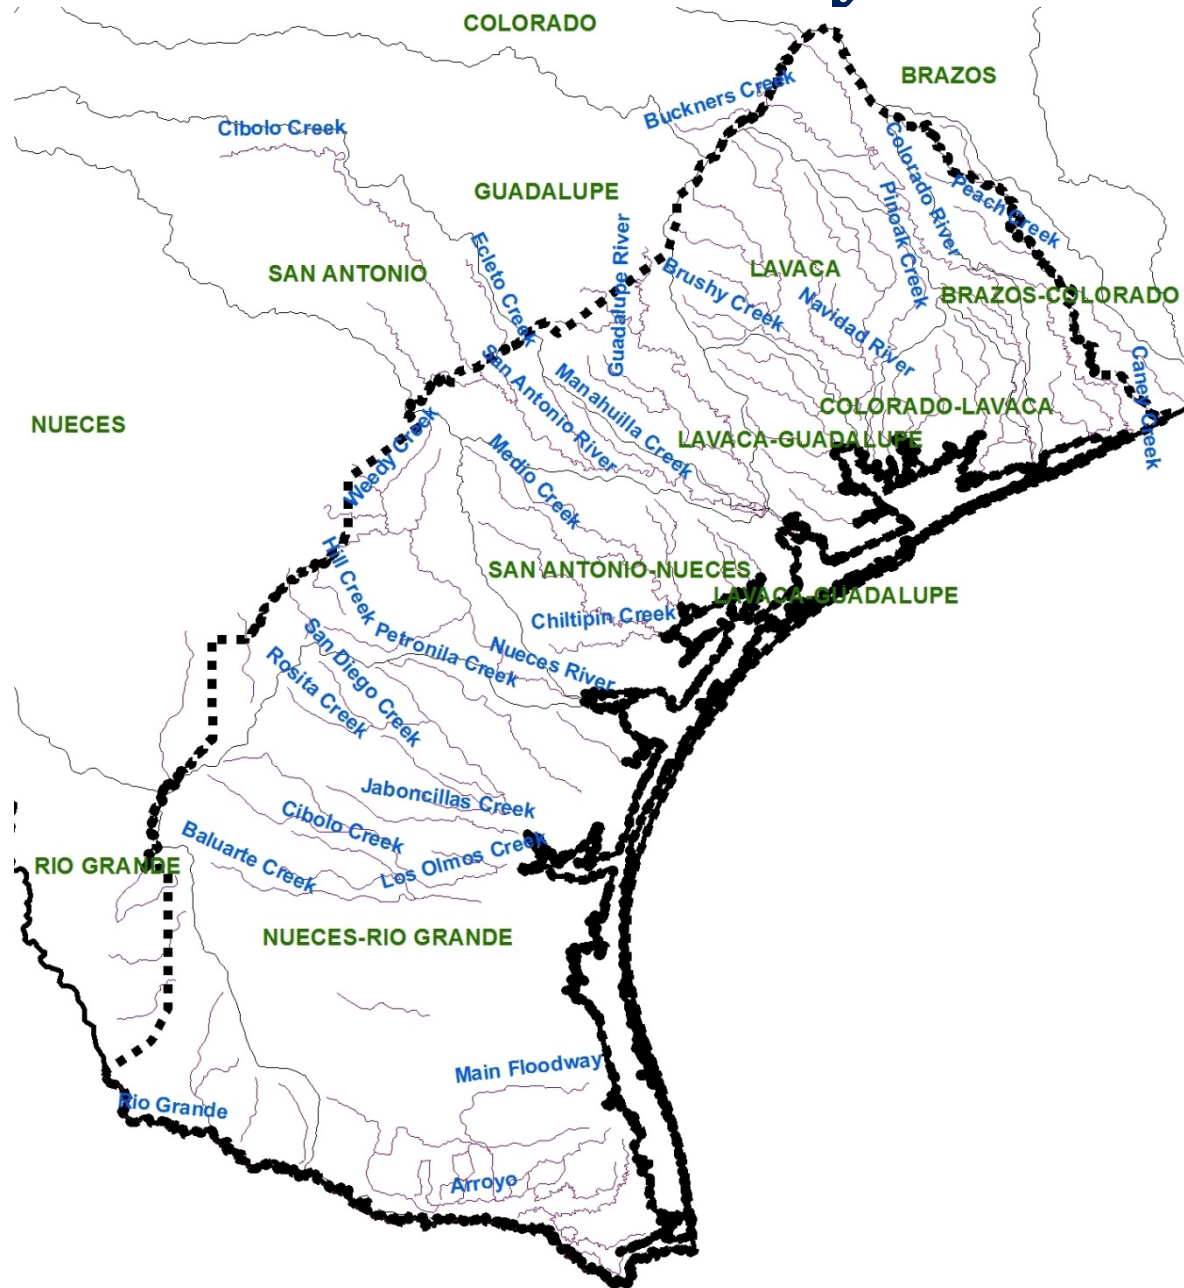 COLORADO
BRAZOS
Buckners Creek
Cibolo Creek
Colorado River
Peach Creek
GUADALUPE
Pinoak Creek
Guadalupe River
Ecleto Creek
SAN ANTONIO
LAVACA
Brushy Creek
Navidad River
BRAZOS-COLORADO
Caney Creek
San Antonio River
Manahuilla Creek
COLORADO-LAVACA
NUECES
LAVACA-GUADALUPE
Weedy Creek
Medio Creek
SAN ANTONIO-NUECES
LAVACA-GUADALUPE
Hill Creek
Chiltipin Creek
Petronila Creek
Nueces River
San Diego Creek
Rosita Creek
Jaboncillas Creek
Cibolo Creek
Baluarte Creek
Los Olmos Creek
RIO GRANDE
NUECES-RIO GRANDE
Main Floodway
Rio Grande
Arroyo